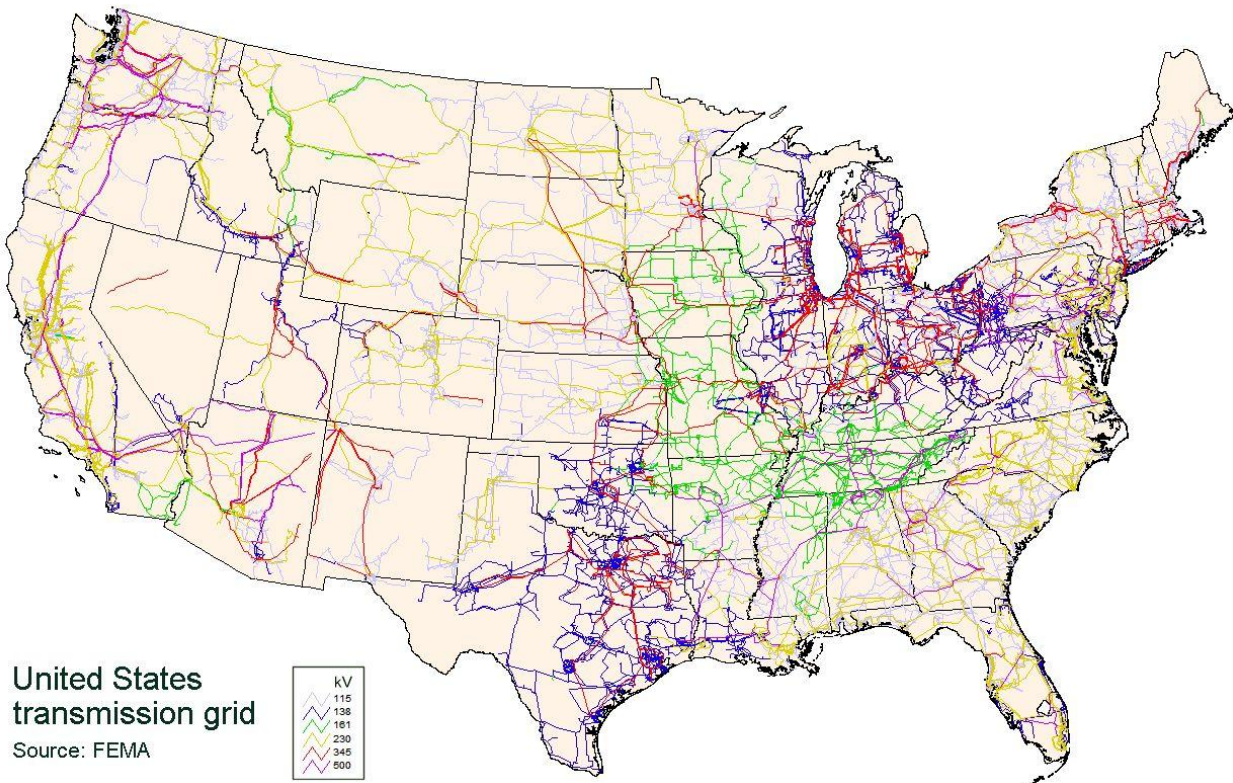 United States
transmission grid
Source: FEMA
kV
115
138
161
230
345
500